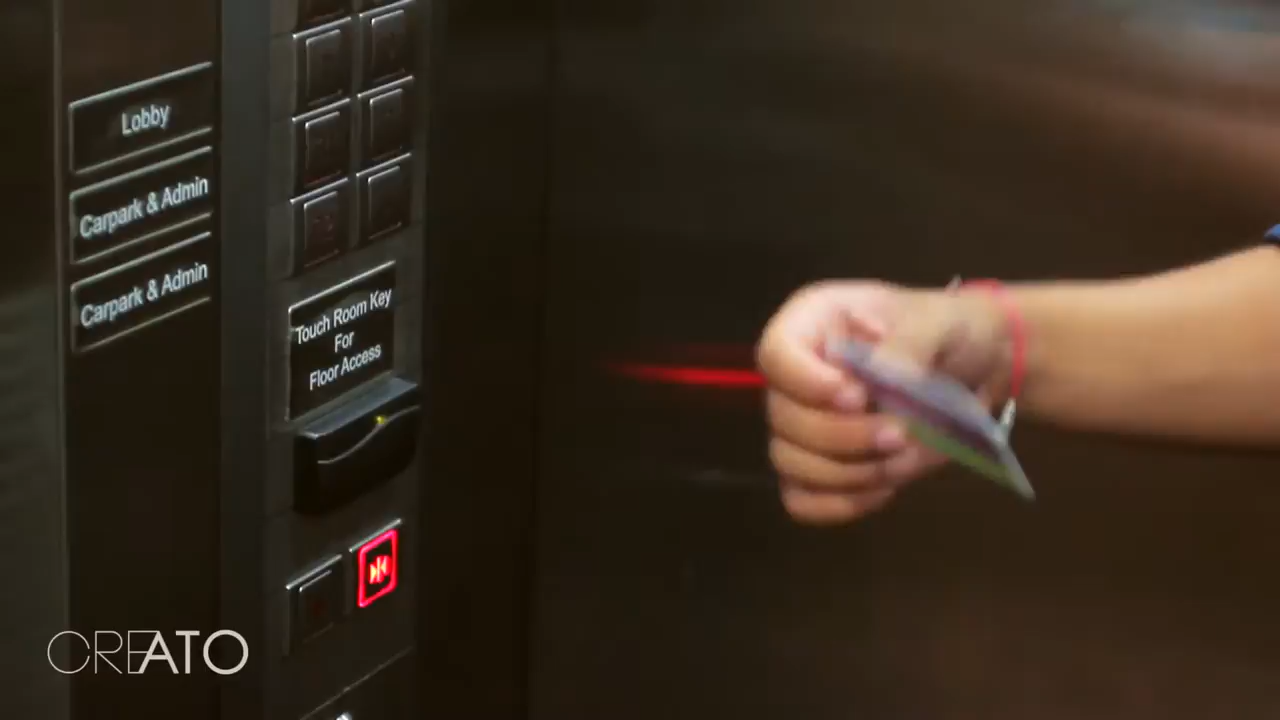 Lobby
Carpark & Admin
Carpark & Admin
Touch Room Key
For
Floor Access
CREATO